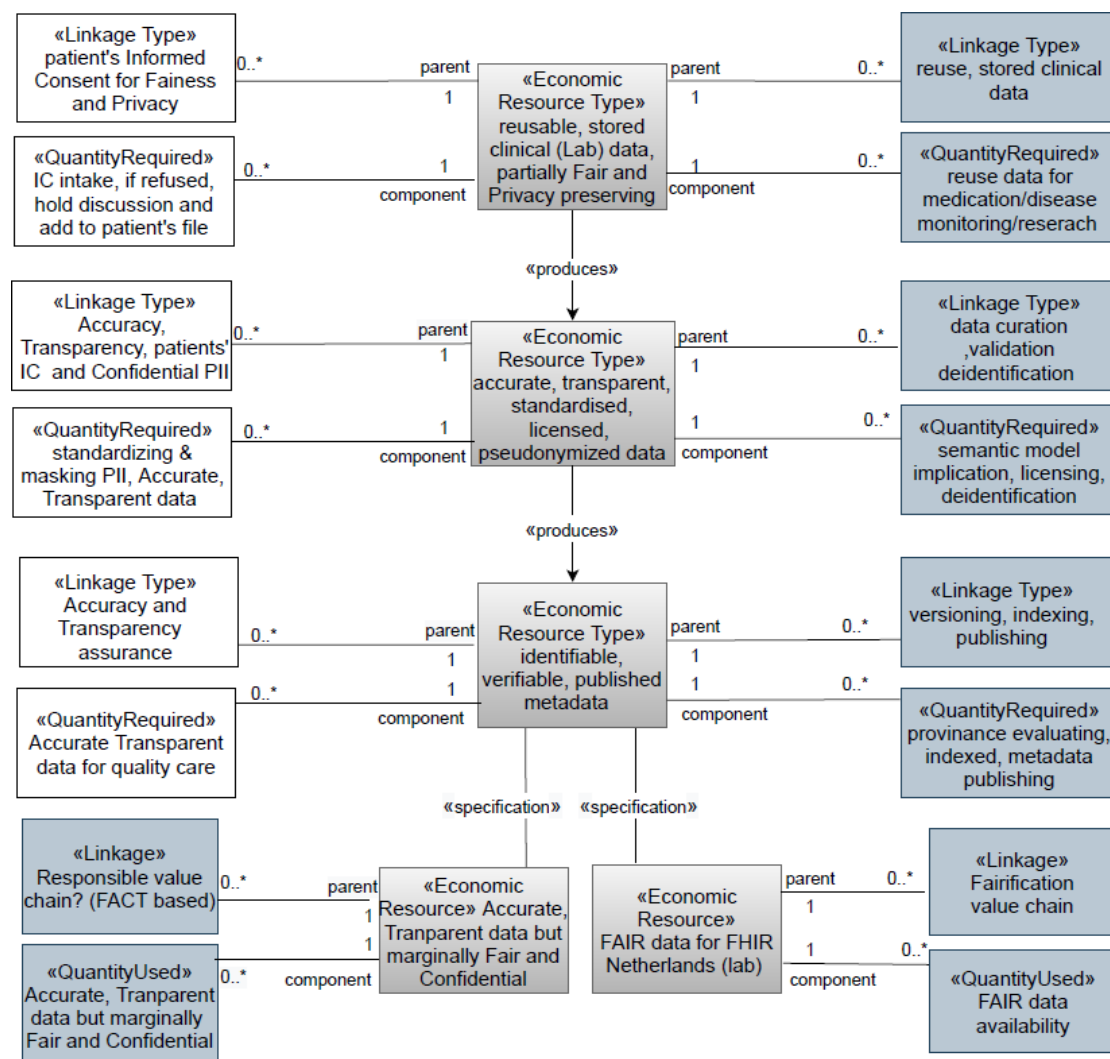 «Linkage Type»
patient's Informed
Consent for Fainess
and Privacy
0..*
parent
1
«Economic
Resource Type»
reusable, stored
clinical (Lab) data,
partially Fair and
Privacy preserving
parent
1
0..*
«Linkage Type»
reuse, stored clinical
data
«QuantityRequired»
IC intake, if refused,
hold discussion and
add to patient's file
0..*
1
component
1
component
0..*
«QuantityRequired»
reuse data for
medication/disease
monitoring/reserach
«produces»
«Linkage Type»
Accuracy,
Transparency, patients'
IC and Confidential PII
0..*
parent
1
«Economic
Resource Type»
accurate, transparent,
standardised,
licensed,
pseudonymized data
parent
1
0..*
«Linkage Type»
data curation
,validation
deidentification
«QuantityRequired»
standardizing &
masking PII, Accurate,
Transparent data
0..*
1
component
1
component
0..*
«QuantityRequired»
semantic model
implication, licensing,
deidentification
«produces»
«Linkage Type»
Accuracy and
Transparency
assurance
0..*
parent
1
«Economic
Resource Type»
identifiable,
verifiable, published
metadata
parent
1
0..*
«Linkage Type»
versioning, indexing,
publishing
«QuantityRequired»
Accurate Transparent
data for quality care
0..*
1
component
1
component
0..*
«QuantityRequired»
provinance evaluating,
indexed, metadata
publishing
«specification»
«specification»
«Linkage»
Responsible value
chain? (FACT based)
0..*
parent
1
«Economic
Resource» Accurate,
Tranparent data but
marginally Fair and
Confidential
«Economic
Resource»
FAIR data for FHIR
Netherlands (lab)
parent
1
0..*
«Linkage»
Fairification
value chain
«QuantityUsed»
Accurate, Tranparent
data but marginally
Fair and Confidential
0..*
1
component
1
component
0..*
«QuantityUsed»
FAIR data
availability